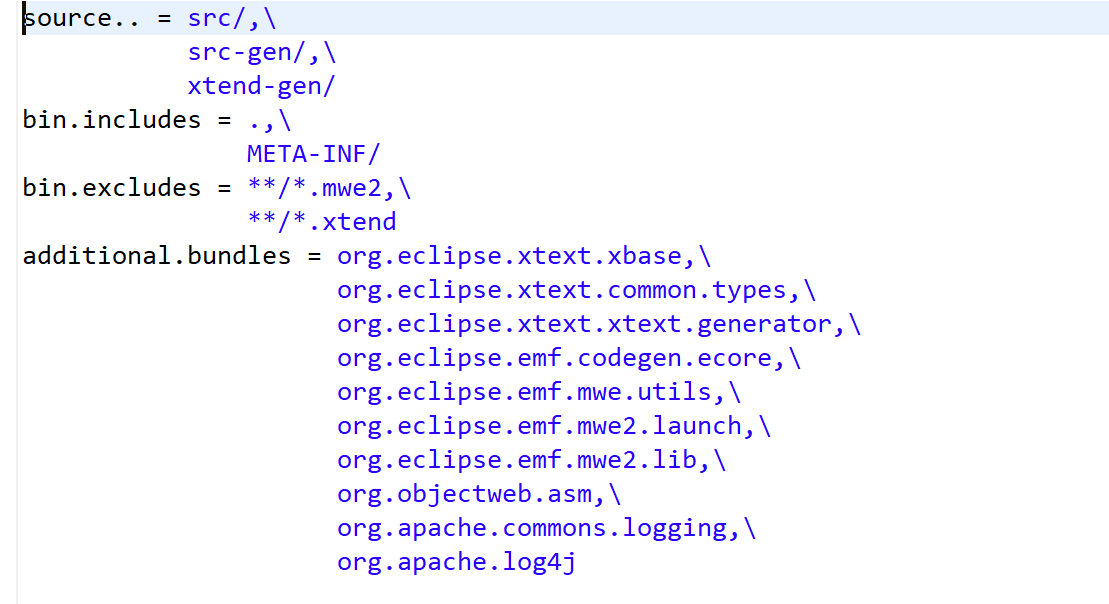 source.. = src/,\
src-gen/,\
xtend-gen/
bin.includes = .,\
META-INF/
bin.excludes = **/*.mwe2,\
**/*.xtend
additional.bundles = org.eclipse.xtext.xbase,\
org.eclipse.xtext.common.types,\
org.eclipse.xtext.xtext.generator,\
org.eclipse.emf.codegen.ecore,\
org.eclipse.emf.mwe.utils,\
org.eclipse.emf.mwe2.launch,\
org.eclipse.emf.mwe2.lib,\
org.objectweb.asm,\
org.apache.commons.logging,\
org.apache.log4j